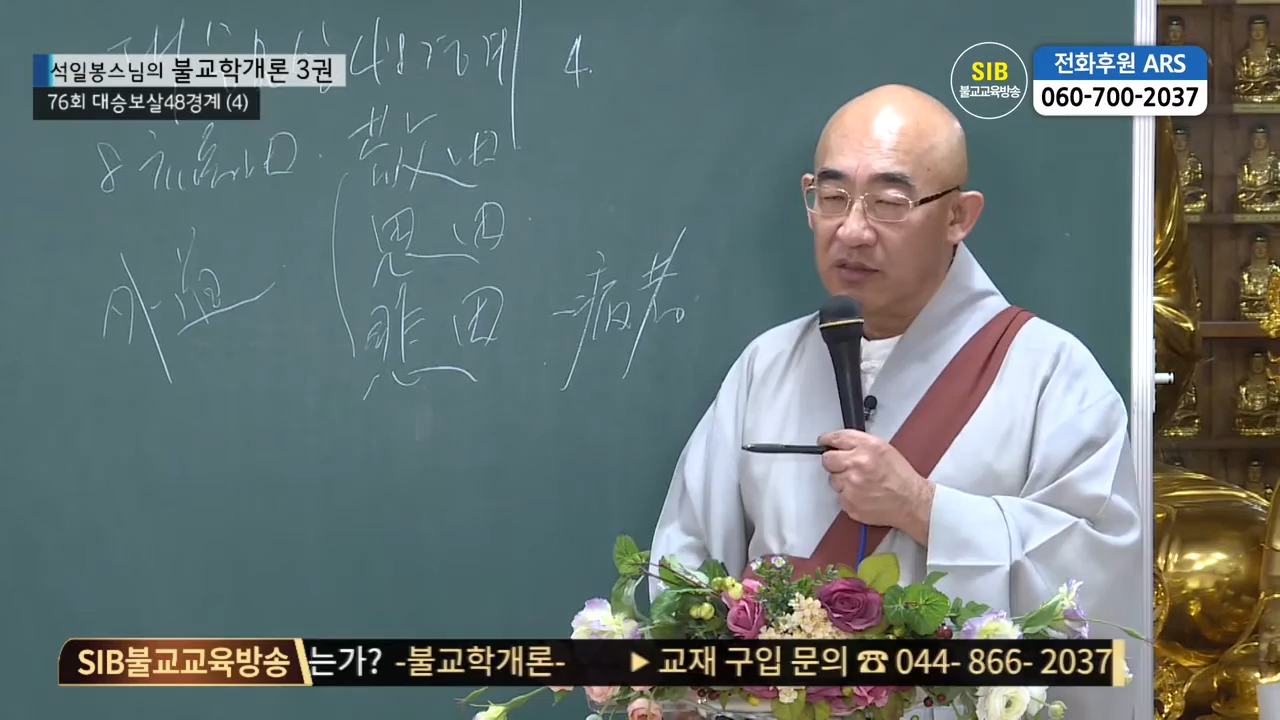 석일봉스님의 불교학개론 3권
76회 대승보살48경계 (4)
SIB
불교교육방송
전화후원 ARS
060-700-2037
4.
8 福田 · 敬田
恩田
悲田 - 病者
SIB불교교육방송
는가? -불교학개론- ▶ 교재 구입 문의 ☎ 044- 866- 2037